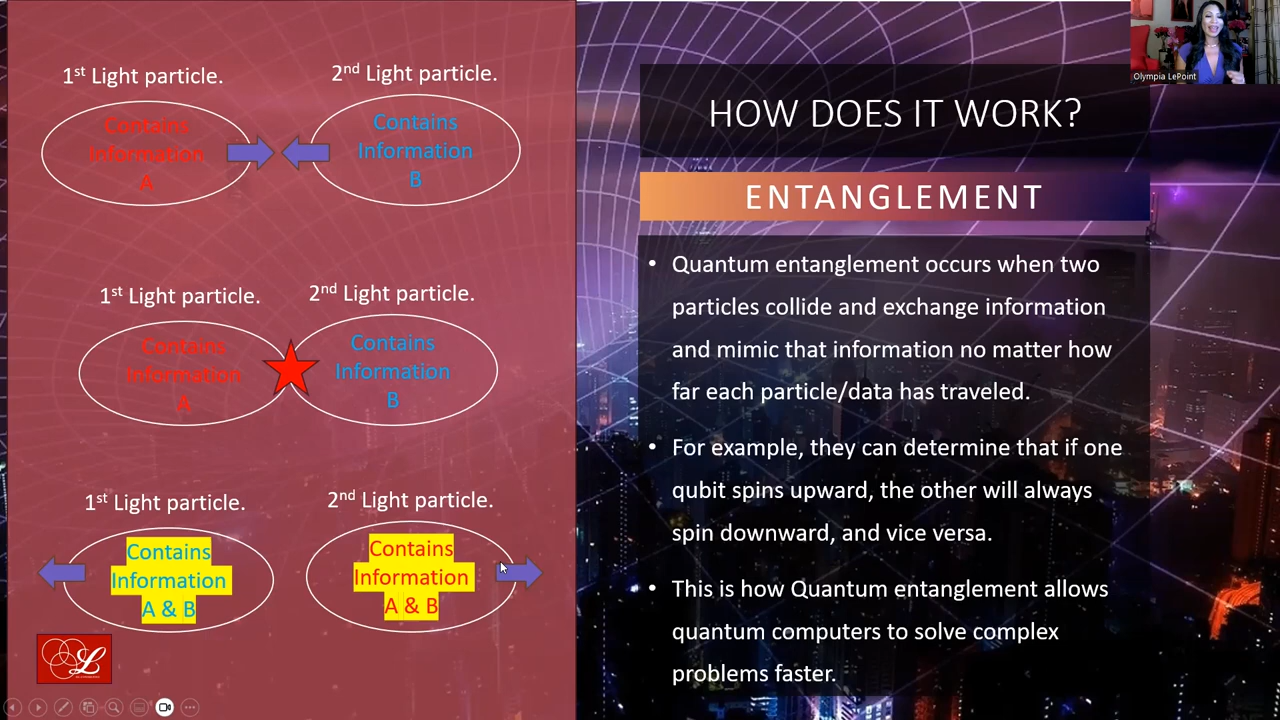 1st Light particle.
2nd Light particle.
Contains
Information
A
Contains
Information
B
1st Light particle.
2nd Light particle.
Contains
Information
A
Contains
Information
B
1st Light particle.
2nd Light particle.
Contains
Information
A & B
Contains
Information
A & B
L
HOW DOES IT WORK?
ENTANGLEMENT
• Quantum entanglement occurs when two
particles collide and exchange information
and mimic that information no matter how
far each particle/data has traveled.
• For example, they can determine that if one
qubit spins upward, the other will always
spin downward, and vice versa.
• This is how Quantum entanglement allows
quantum computers to solve complex
problems faster.
Olympia LePoint